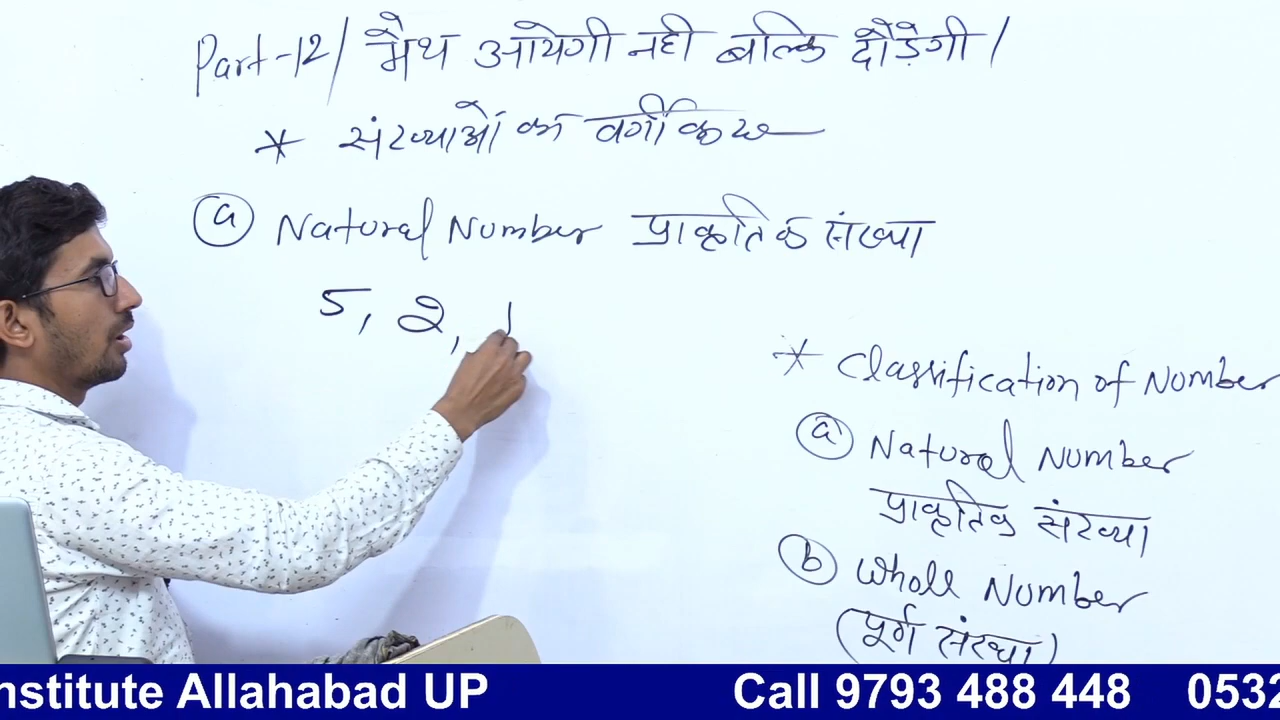 Part-12/ मैथ आयेगी नही बल्कि दौड़ेगी/
* संख्याओं का वर्गीकरण
(a) Natural Number प्राकृतिक संख्या
5, 2, 1
* Classification of Number
(a) Natural Number
प्राकृतिक संख्या
(b) Whole Number
(पूर्ण संख्या)
nstitute Allahabad UP Call 9793 488 448 0532